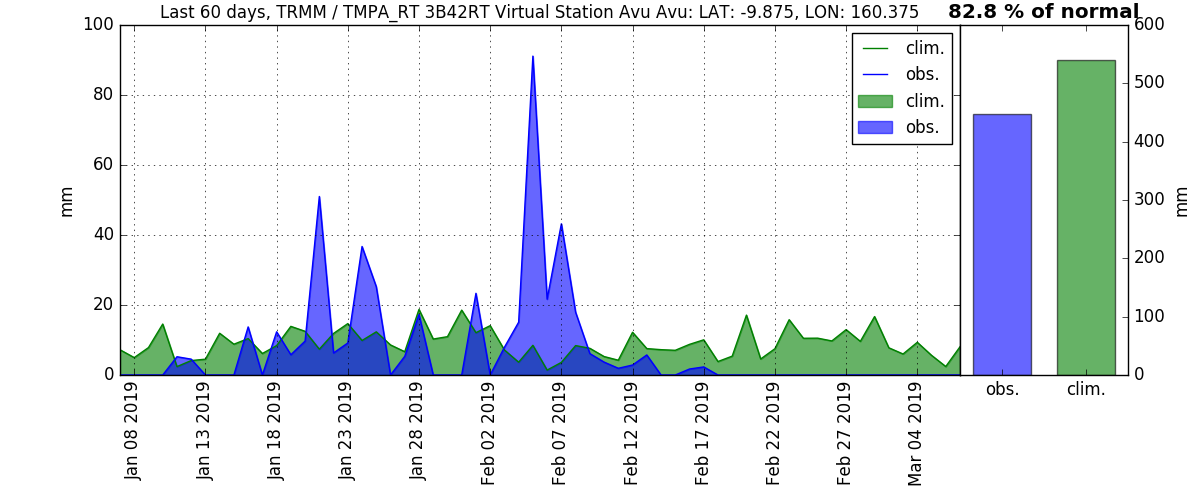 Last 60 days, TRMM / TMPA_RT 3B42RT Virtual Station Avu Avu: LAT: -9.875, LON: 160.375
82.8 % of normal
100
80
60
40
20
0
mm
clim.
obs.
clim.
obs.
Jan 08 2019
Jan 13 2019
Jan 18 2019
Jan 23 2019
Jan 28 2019
Feb 02 2019
Feb 07 2019
Feb 12 2019
Feb 17 2019
Feb 22 2019
Feb 27 2019
Mar 04 2019
600
500
400
300
200
100
0
mm
obs.
clim.